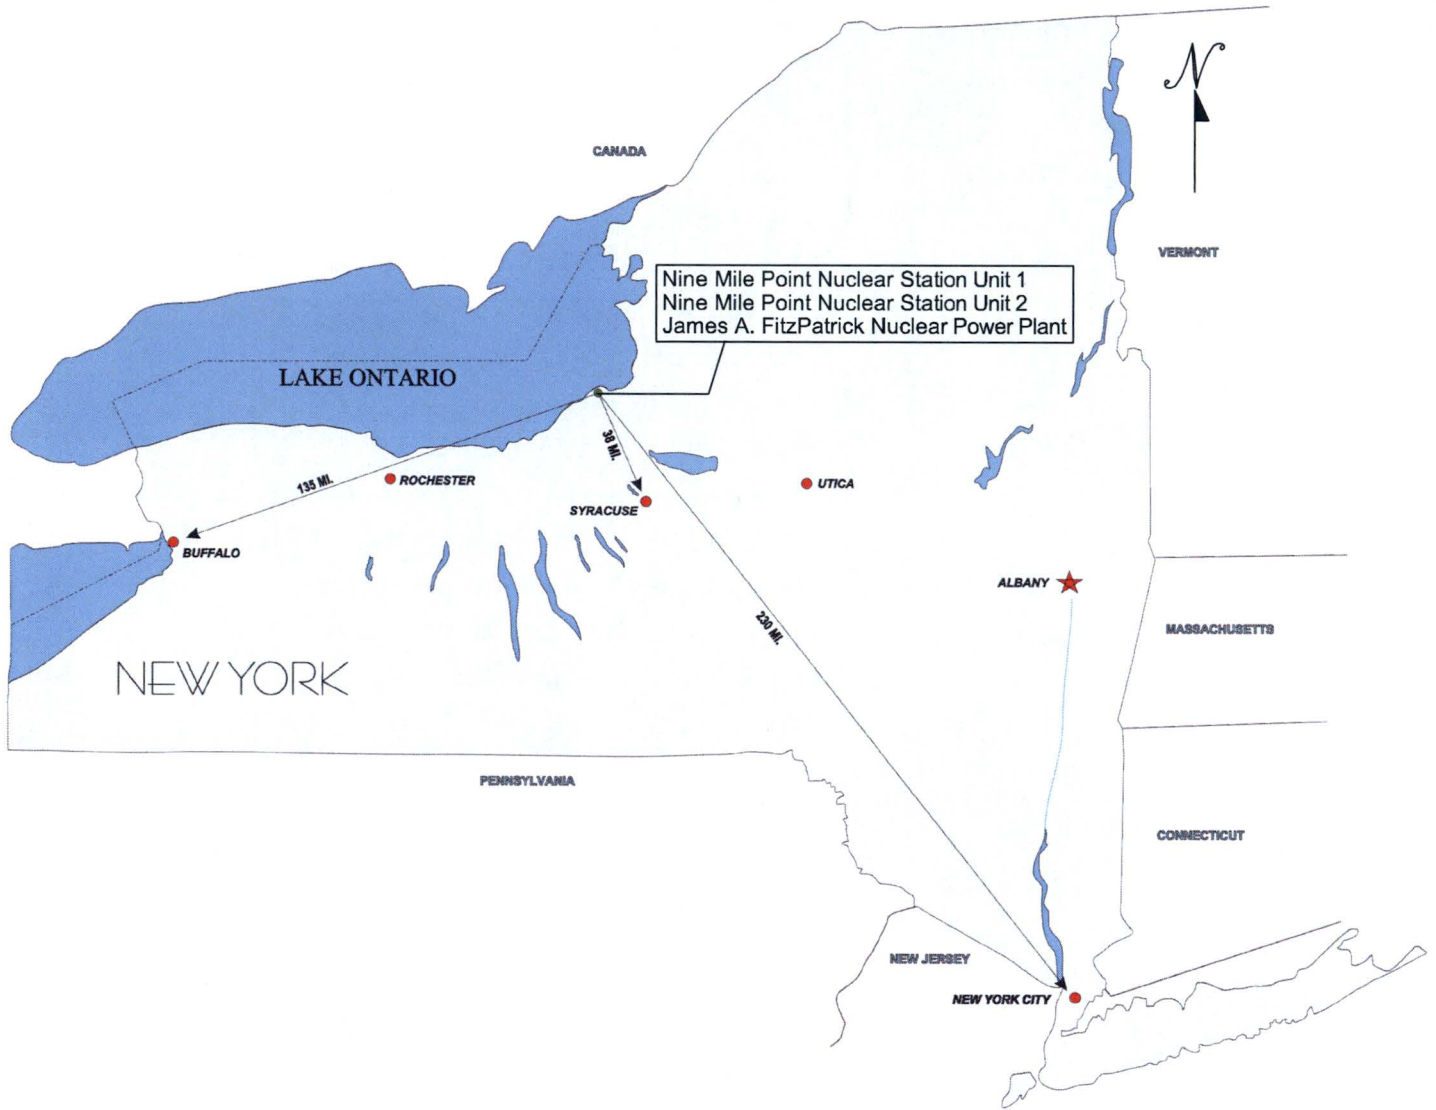 N
CANADA
VERMONT
Nine Mile Point Nuclear Station Unit 1
Nine Mile Point Nuclear Station Unit 2
James A. FitzPatrick Nuclear Power Plant
LAKE ONTARIO
38 MI.
135 MI.
ROCHESTER
UTICA
SYRACUSE
BUFFALO
ALBANY
230 MI.
MASSACHUSETTS
NEW YORK
PENNSYLVANIA
CONNECTICUT
NEW JERSEY
NEW YORK CITY